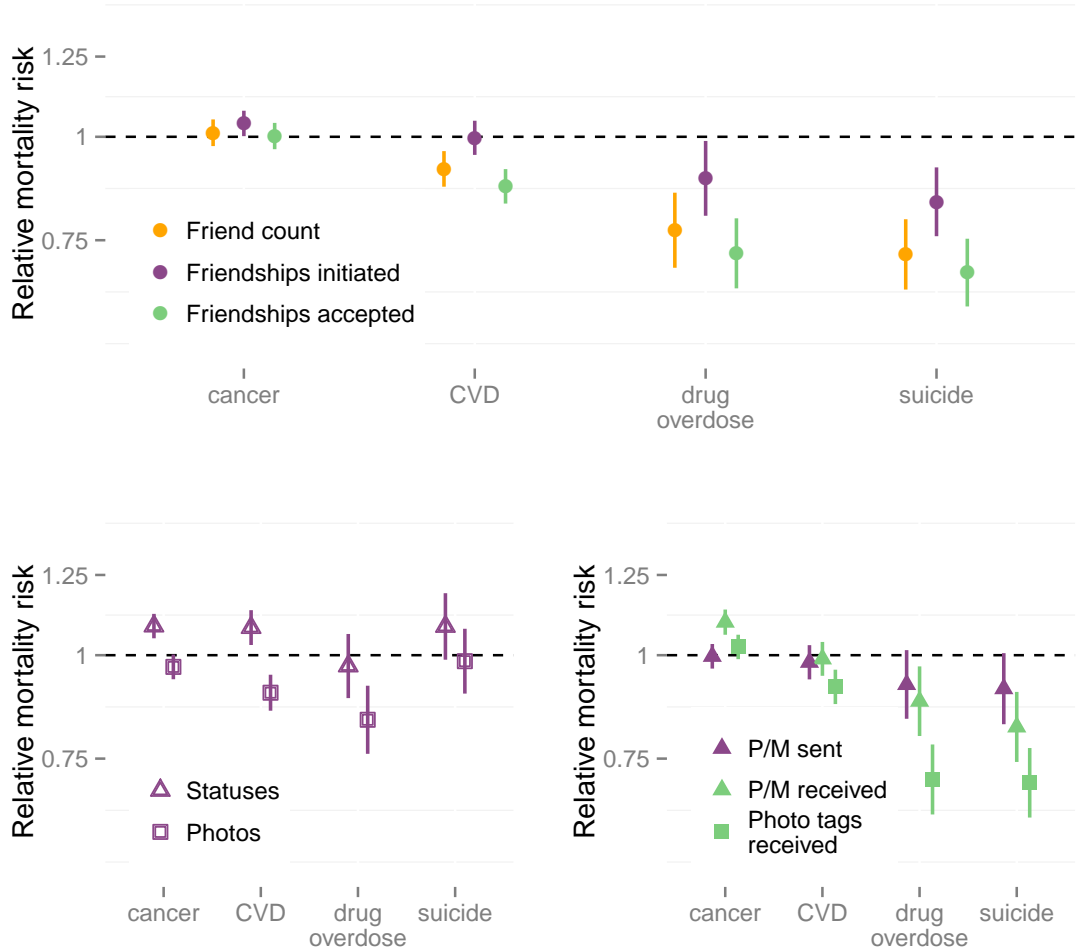 Relative mortality risk
1.25
1
0.75
Friend count
Friendships initiated
Friendships accepted
cancer
CVD
drug
overdose
suicide
Relative mortality risk
1.25
1
0.75
Statuses
Photos
cancer
CVD
drug
overdose
suicide
Relative mortality risk
1.25
1
0.75
P/M sent
P/M received
Photo tags
received
cancer
CVD
drug
overdose
suicide